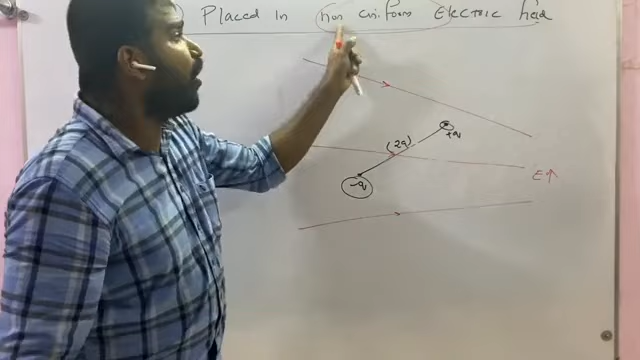 Placed in non uniform Electric field
(2a)
+q
-q
E↑